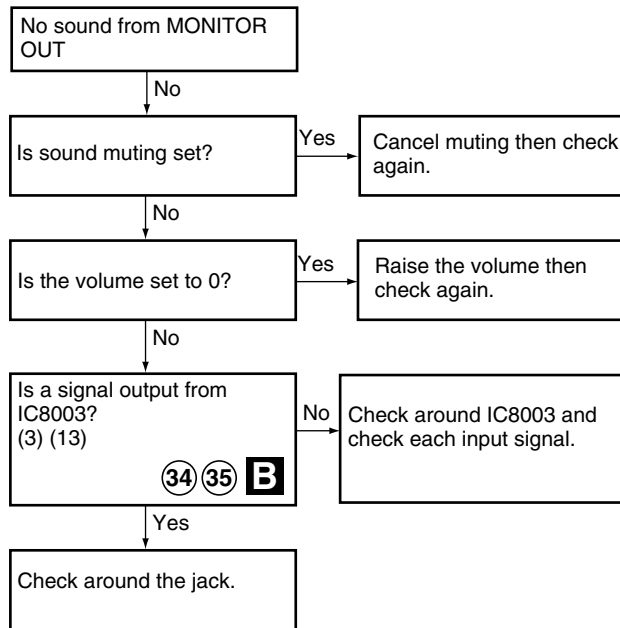 No sound from MONITOR
OUT
No
Is sound muting set?
Yes
Cancel muting then check
again.
No
Is the volume set to 0?
Yes
Raise the volume then
check again.
No
Is a signal output from
IC8003?
(3) (13)
34 35 B
No
Check around IC8003 and
check each input signal.
Yes
Check around the jack.